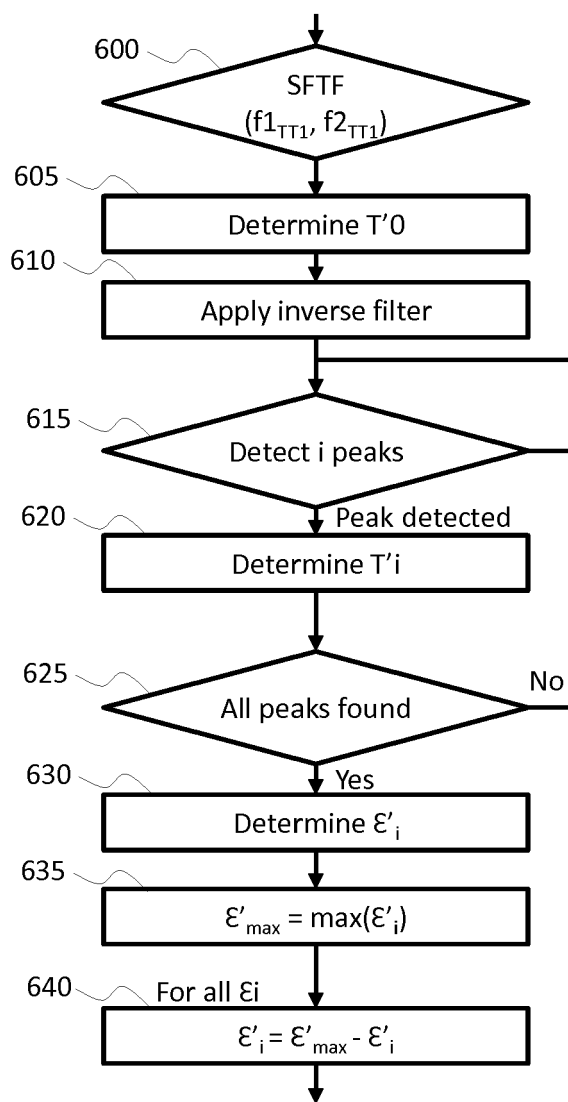 600
SFTF
(f1TT1, f2TT1)
605
Determine T'0
610
Apply inverse filter
615
Detect i peaks
620
Peak detected
Determine T'i
625
No
All peaks found
630
Yes
Determine Ɛ'i
635
Ɛ'max = max(Ɛ'i)
640
For all Ɛi
Ɛ'i = Ɛ'max - Ɛ'i